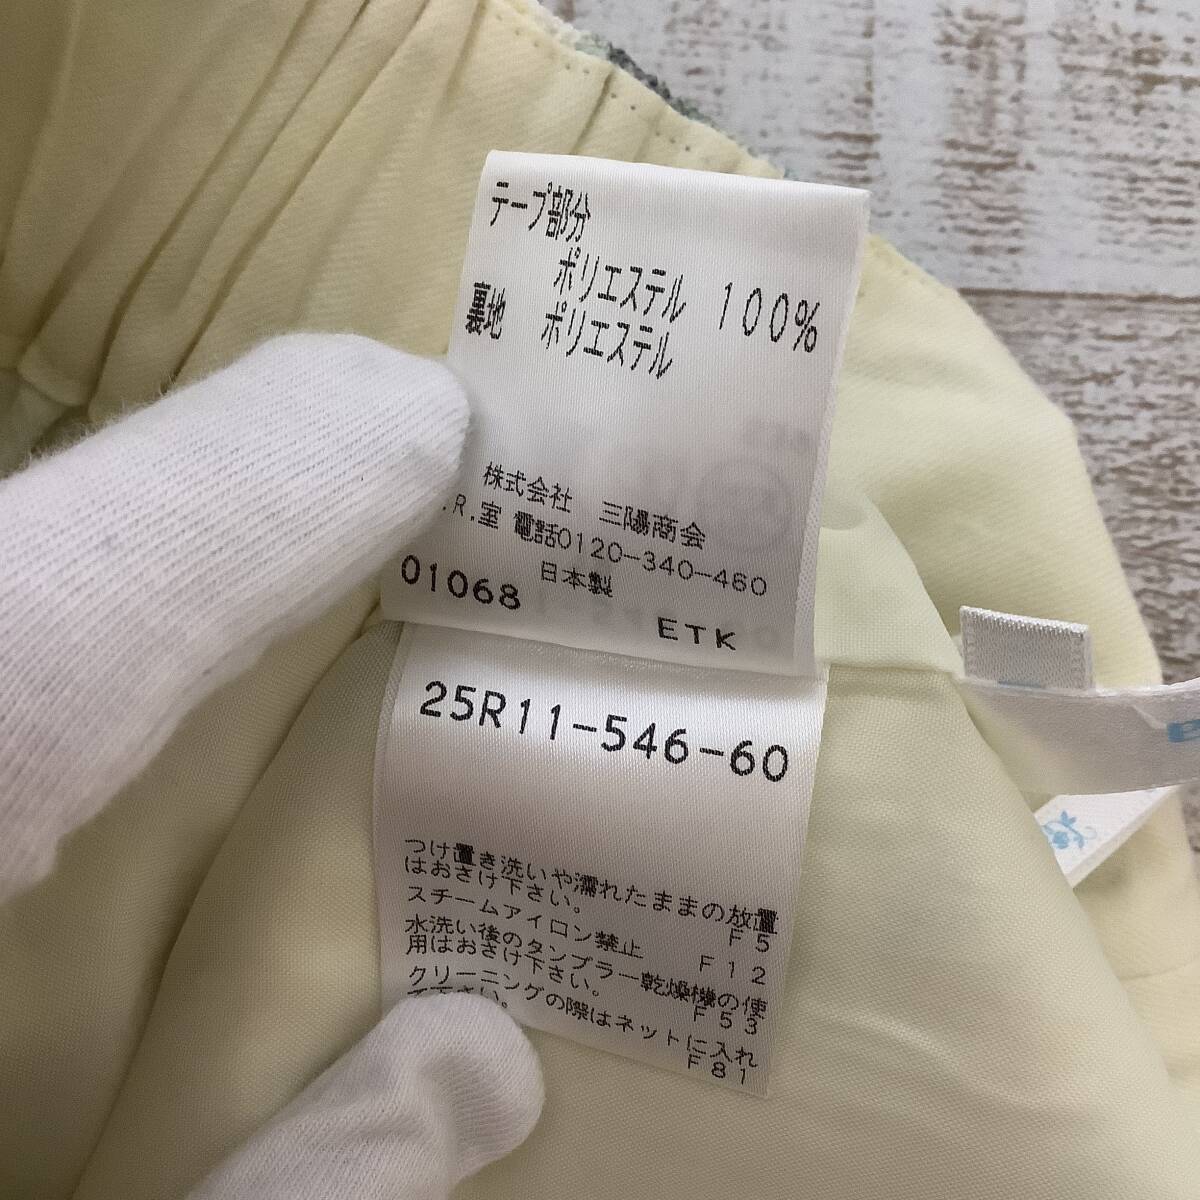 テープ部分
ポリエステル 100%
裏地 ポリエステル
株式会社 三陽商会
.R.室 電話0120-340-460
日本製
01068
ETK
25R11-546-60
つけ置き洗いや濡れたままの放置
はおさけ下さい。
F5
スチームアイロン禁止
F12
水洗い後のタンブラー乾燥機の使
用はおさけ下さい。
F53
クリーニングの際はネットに入れ
て下さい。
F81